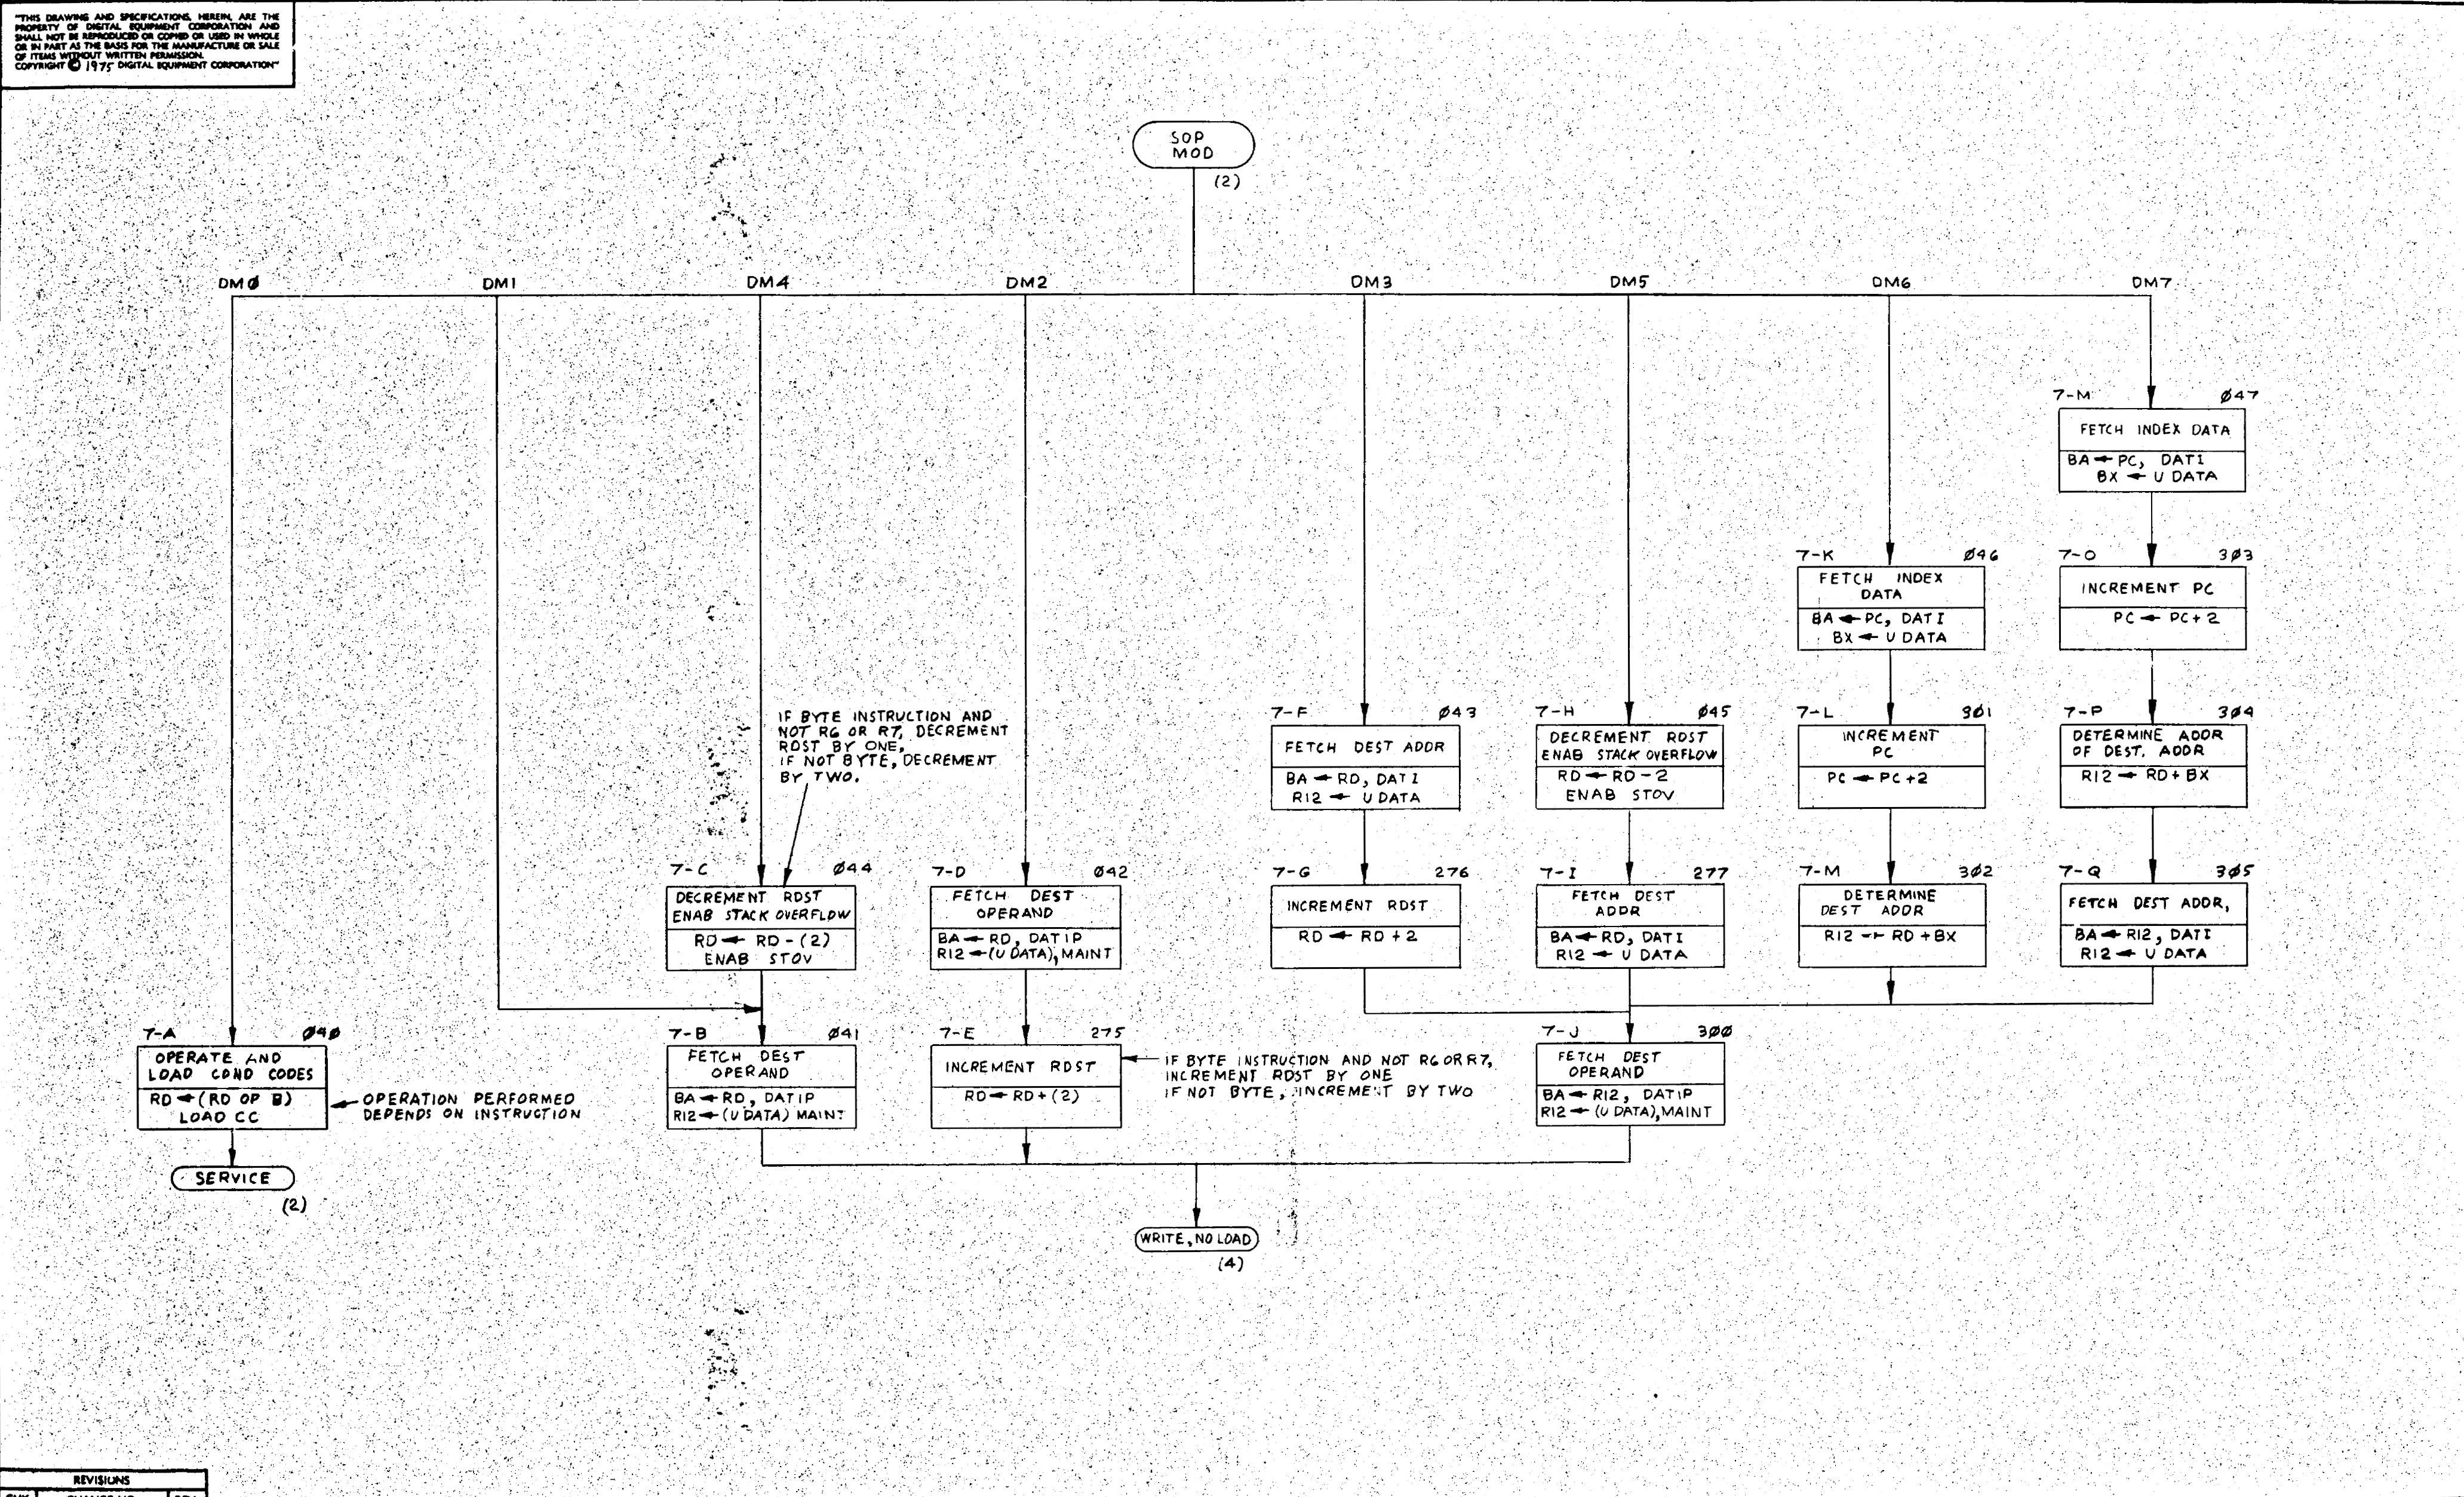 "THIS DRAWING AND SPECIFICATIONS, HEREIN, ARE THE
PROPERTY OF DIGITAL EQUIPMENT CORPORATION AND
SHALL NOT BE REPRODUCED OR COPIED OR USED IN WHOLE
OR IN PART AS THE BASIS FOR THE MANUFACTURE OR SALE
OF ITEMS WITHOUT WRITTEN PERMISSION.
COPYRIGHT © 1975 DIGITAL EQUIPMENT CORPORATION"
SOP
MOD
(2)
DMØ
DM1
DM4
DM2
DM3
DM5
DM6
DM7
7-M Ø47
FETCH INDEX DATA
BA ← PC, DATI
BX ← U DATA
7-K Ø46
FETCH INDEX
DATA
BA ← PC, DATI
BX ← U DATA
7-O 3Ø3
INCREMENT PC
PC ← PC+2
IF BYTE INSTRUCTION AND
NOT R6 OR R7, DECREMENT
RDST BY ONE,
IF NOT BYTE, DECREMENT
BY TWO.
7-F Ø43
FETCH DEST ADDR
BA ← RD, DATI
R12 ← U DATA
7-H Ø45
DECREMENT RDST
ENAB STACK OVERFLOW
RD ← RD-2
ENAB STOV
7-L 3Ø1
INCREMENT
PC
PC ← PC+2
7-P 3Ø4
DETERMINE ADDR
OF DEST. ADDR
R12 ← RD+BX
7-C Ø44
DECREMENT RDST
ENAB STACK OVERFLOW
RD ← RD-(2)
ENAB STOV
7-D Ø42
FETCH DEST
OPERAND
BA ← RD, DATIP
R12 ← (U DATA), MAINT
7-G 276
INCREMENT RDST
RD ← RD+2
7-I 277
FETCH DEST
ADDR
BA ← RD, DATI
R12 ← U DATA
7-M 3Ø2
DETERMINE
DEST ADDR
R12 ← RD+BX
7-Q 3Ø5
FETCH DEST ADDR,
BA ← R12, DATI
R12 ← U DATA
7-A Ø4Ø
OPERATE AND
LOAD COND CODES
RD ← (RD OP B)
LOAD CC
OPERATION PERFORMED
DEPENDS ON INSTRUCTION
7-B Ø41
FETCH DEST
OPERAND
BA ← RD, DATIP
R12 ← (U DATA) MAINT
7-E 275
INCREMENT RDST
RD ← RD+(2)
IF BYTE INSTRUCTION AND NOT R6 OR R7,
INCREMENT RDST BY ONE
IF NOT BYTE, INCREMENT BY TWO
7-J 3ØØ
FETCH DEST
OPERAND
BA ← R12, DATIP
R12 ← (U DATA), MAINT
SERVICE
(2)
WRITE, NO LOAD
(4)
REVISIONS